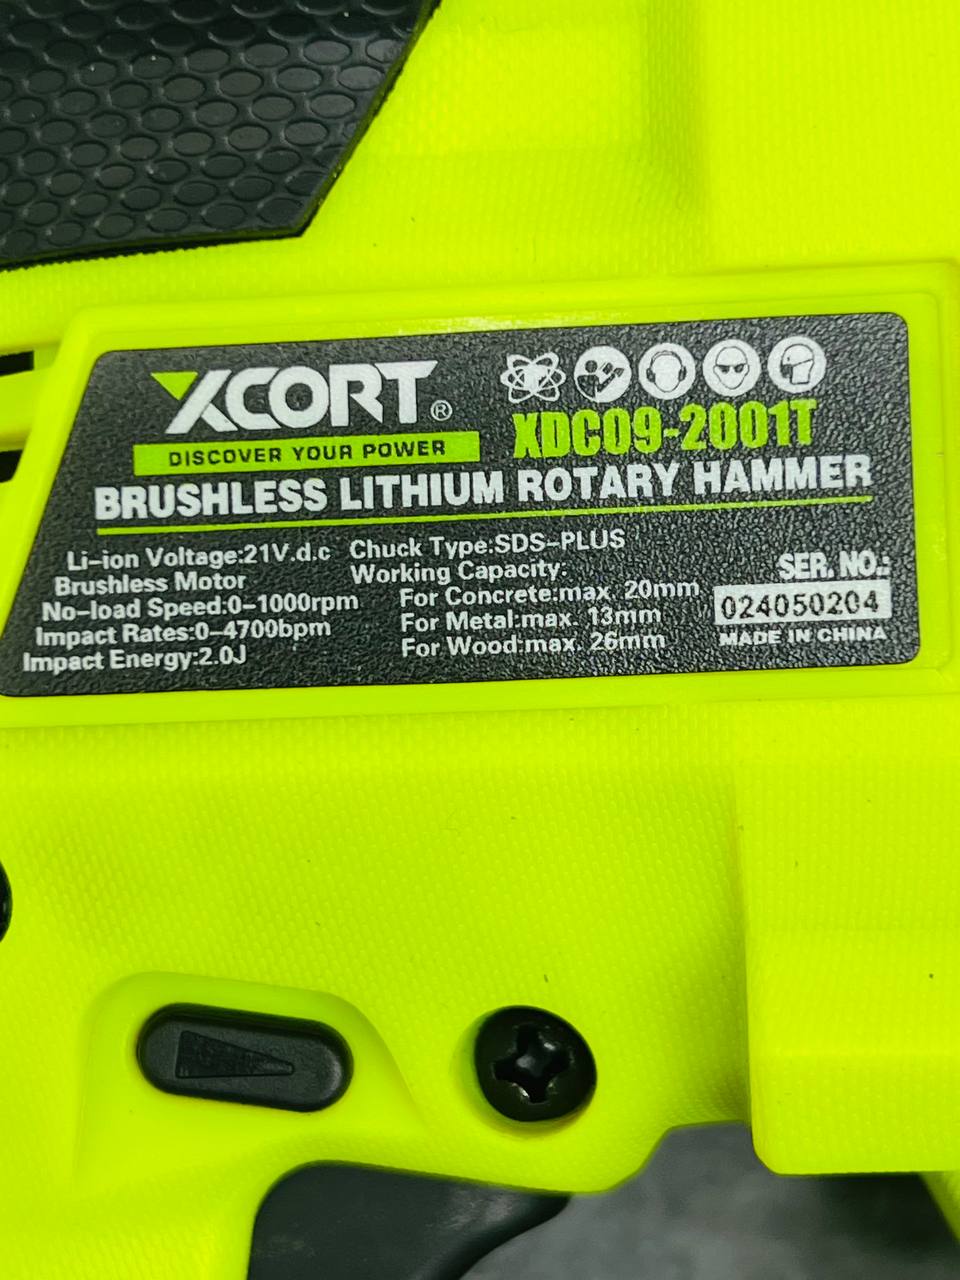 XCORT®
DISCOVER YOUR POWER
XDC09-2001T
BRUSHLESS LITHIUM ROTARY HAMMER
Li-ion Voltage:21V.d.c
Brushless Motor
No-load Speed:0-1000rpm
Impact Rates:0-4700bpm
Impact Energy:2.0J
Chuck Type:SDS-PLUS
Working Capacity:
For Concrete:max. 20mm
For Metal:max. 13mm
For Wood:max. 26mm
SER. NO.:
024050204
MADE IN CHINA